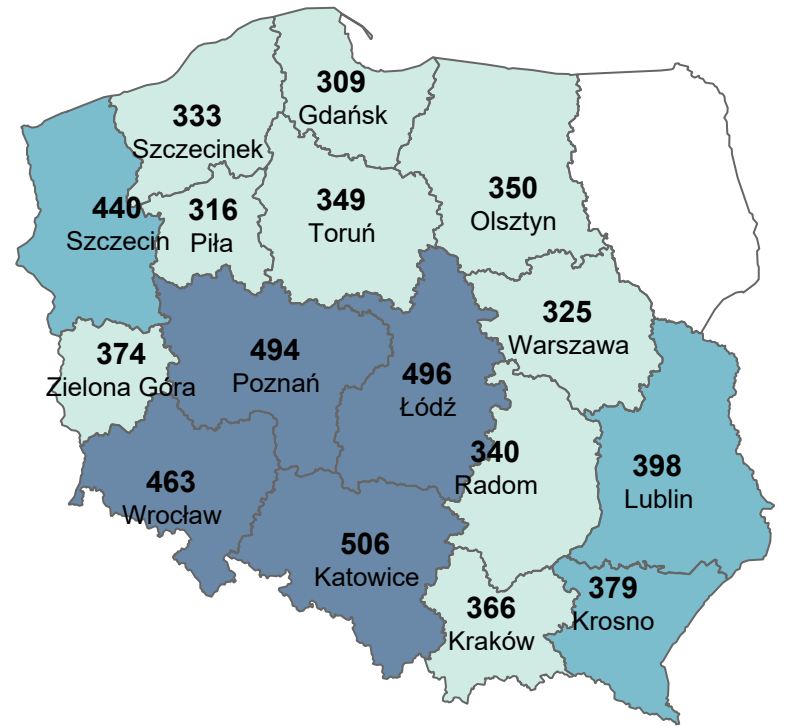 309
Gdańsk
333
Szczecinek
350
Olsztyn
349
Toruń
440
Szczecin
316
Piła
325
Warszawa
374
Zielona Góra
494
Poznań
496
Łódź
340
Radom
398
Lublin
463
Wrocław
506
Katowice
379
Krosno
366
Kraków